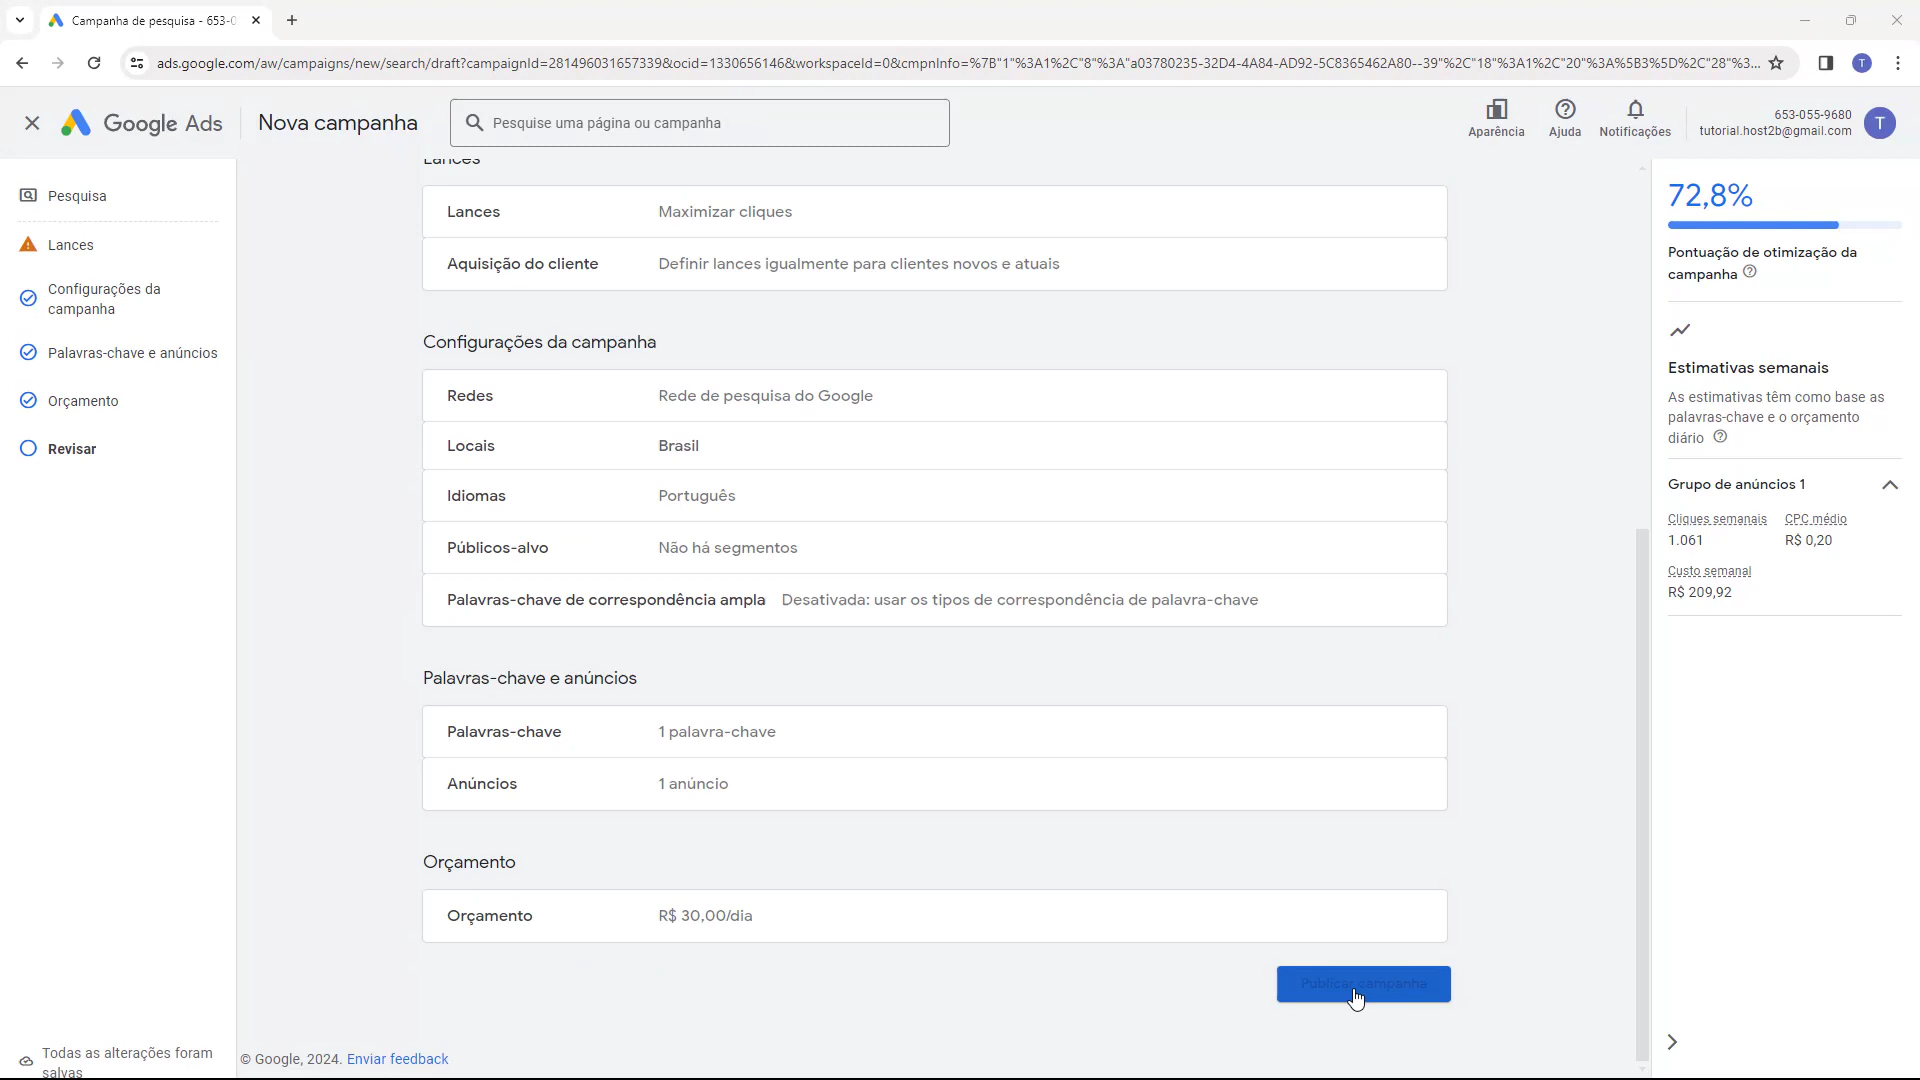 Campanha de pesquisa - 653-0
ads.google.com/aw/campaigns/new/search/draft?campaignId=281496031657339&ocid=1330656146&workspaceId=0&cmpnInfo=%7B"1"%3A1%2C"8"%3A"a03780235-32D4-4A84-AD92-5C8365462A80--39"%2C"18"%3A1%2C"20"%3A%5B3%5D%2C"28"%3...
T
Google Ads
Nova campanha
Pesquise uma página ou campanha
Aparência
Ajuda
Notificações
653-055-9680
tutorial.host2b@gmail.com
T
Pesquisa
Lances
Configurações da
campanha
Palavras-chave e anúncios
Orçamento
Revisar
Todas as alterações foram
salvas
Lances
Lances Maximizar cliques
Aquisição do cliente Definir lances igualmente para clientes novos e atuais
Configurações da campanha
Redes Rede de pesquisa do Google
Locais Brasil
Idiomas Português
Públicos-alvo Não há segmentos
Palavras-chave de correspondência ampla Desativada: usar os tipos de correspondência de palavra-chave
Palavras-chave e anúncios
Palavras-chave 1 palavra-chave
Anúncios 1 anúncio
Orçamento
Orçamento R$ 30,00/dia
Publicar campanha
© Google, 2024. Enviar feedback
72,8%
Pontuação de otimização da
campanha
Estimativas semanais
As estimativas têm como base as
palavras-chave e o orçamento
diário
Grupo de anúncios 1
Cliques semanais CPC médio
1.061 R$ 0,20
Custo semanal
R$ 209,92